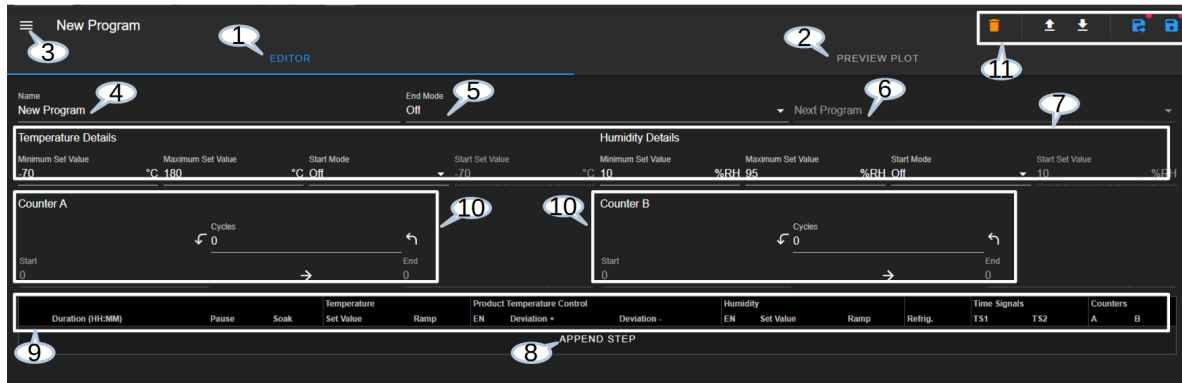 New Program
1
2
3
11
EDITOR
PREVIEW PLOT
Name
New Program
4
End Mode
Off
5
Next Program
6
7
Temperature Details
Humidity Details
Minimum Set Value
Maximum Set Value
Start Mode
Start Set Value
Minimum Set Value
Maximum Set Value
Start Mode
Start Set Value
-70 °C
180 °C
Off
-70 °C
10 %RH
95 %RH
Off
10 %RH
Counter A
10
10
Counter B
Cycles
0
Cycles
0
Start
End
Start
End
0
0
0
0
Temperature
Product Temperature Control
Humidity
Time Signals
Counters
Duration (HH:MM)
Pause
Soak
Set Value
Ramp
EN
Deviation +
Deviation -
EN
Set Value
Ramp
Refrig.
TS1
TS2
A
B
9
8
APPEND STEP